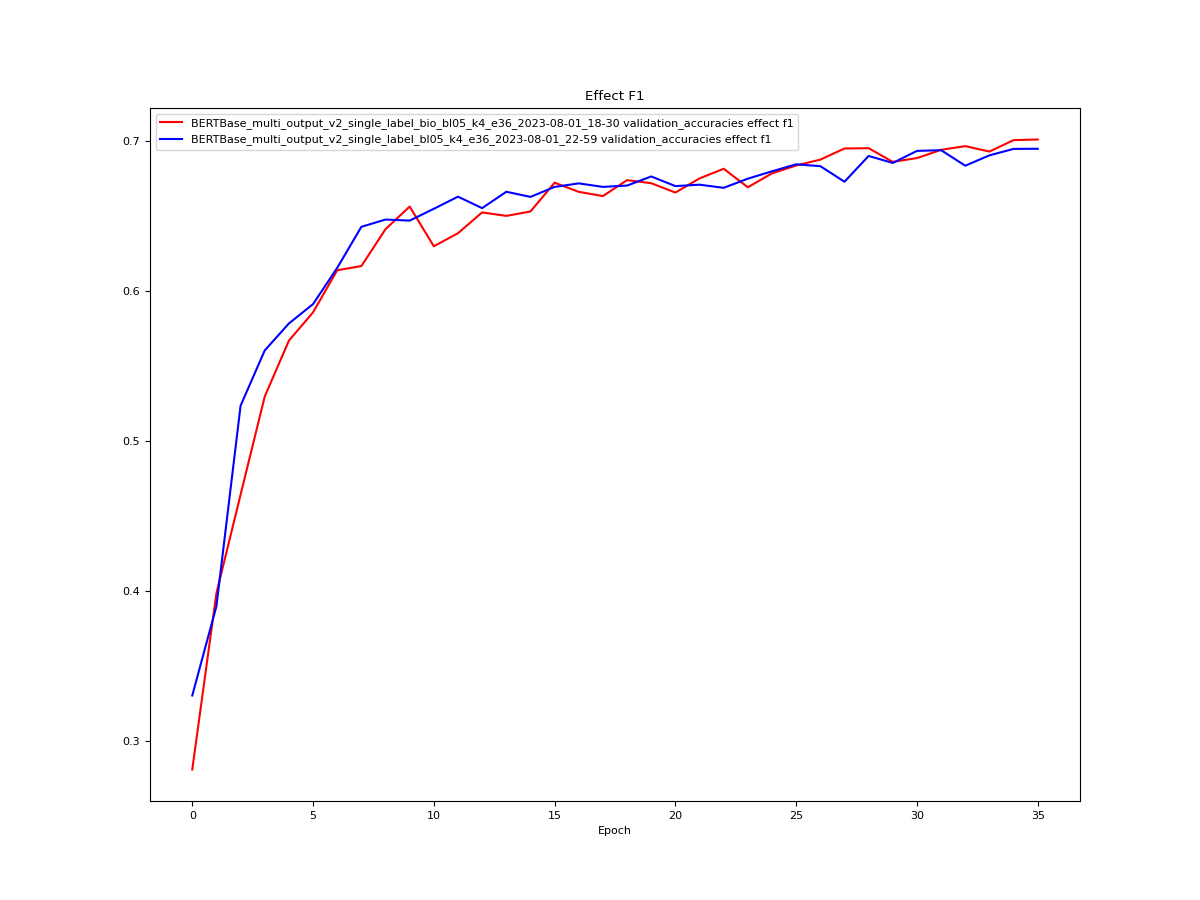 Effect F1
BERTBase_multi_output_v2_single_label_bio_bl05_k4_e36_2023-08-01_18-30 validation_accuracies effect f1
BERTBase_multi_output_v2_single_label_bl05_k4_e36_2023-08-01_22-59 validation_accuracies effect f1
0.7
0.6
0.5
0.4
0.3
0 5 10 15 20 25 30 35
Epoch